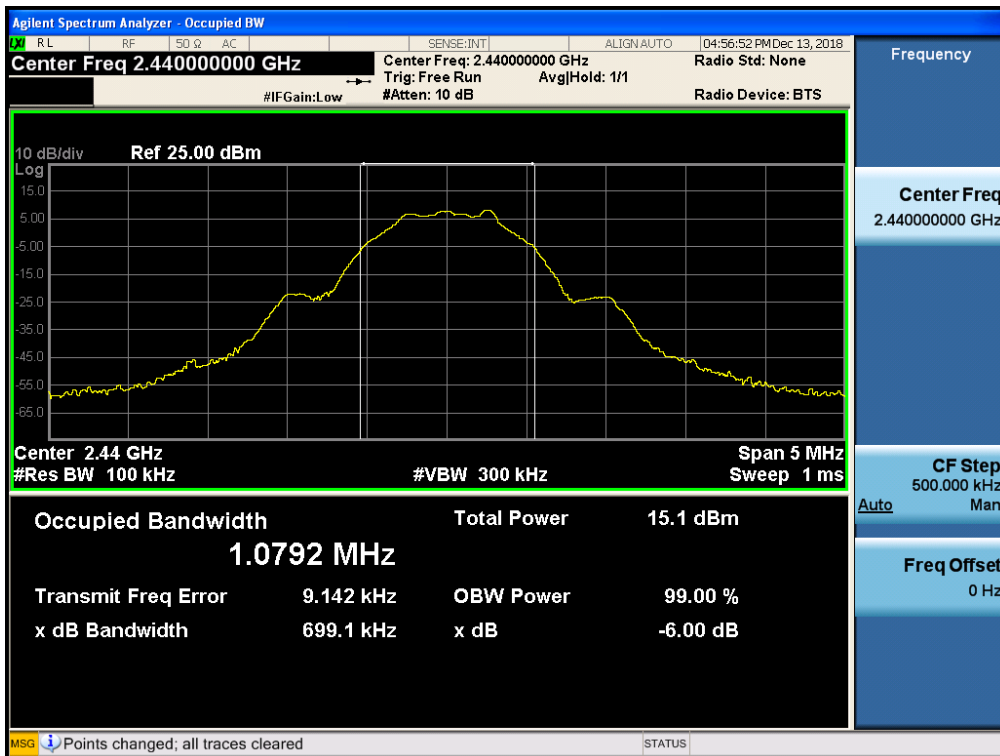 Agilent Spectrum Analyzer - Occupied BW
LXI RL RF 50 Ω AC SENSE:INT ALIGN AUTO 04:56:52 PM Dec 13, 2018
Center Freq 2.440000000 GHz
Center Freq: 2.440000000 GHz Radio Std: None
Trig: Free Run Avg|Hold: 1/1
#IFGain:Low #Atten: 10 dB Radio Device: BTS
10 dB/div Ref 25.00 dBm
Log
15.0
5.00
-5.00
-15.0
-25.0
-35.0
-45.0
-55.0
-65.0
Center 2.44 GHz Span 5 MHz
#Res BW 100 kHz #VBW 300 kHz Sweep 1 ms
Occupied Bandwidth Total Power 15.1 dBm
1.0792 MHz
Transmit Freq Error 9.142 kHz OBW Power 99.00 %
x dB Bandwidth 699.1 kHz x dB -6.00 dB
MSG Points changed; all traces cleared STATUS
Frequency
Center Freq
2.440000000 GHz
CF Step
500.000 kHz
Auto Man
Freq Offset
0 Hz